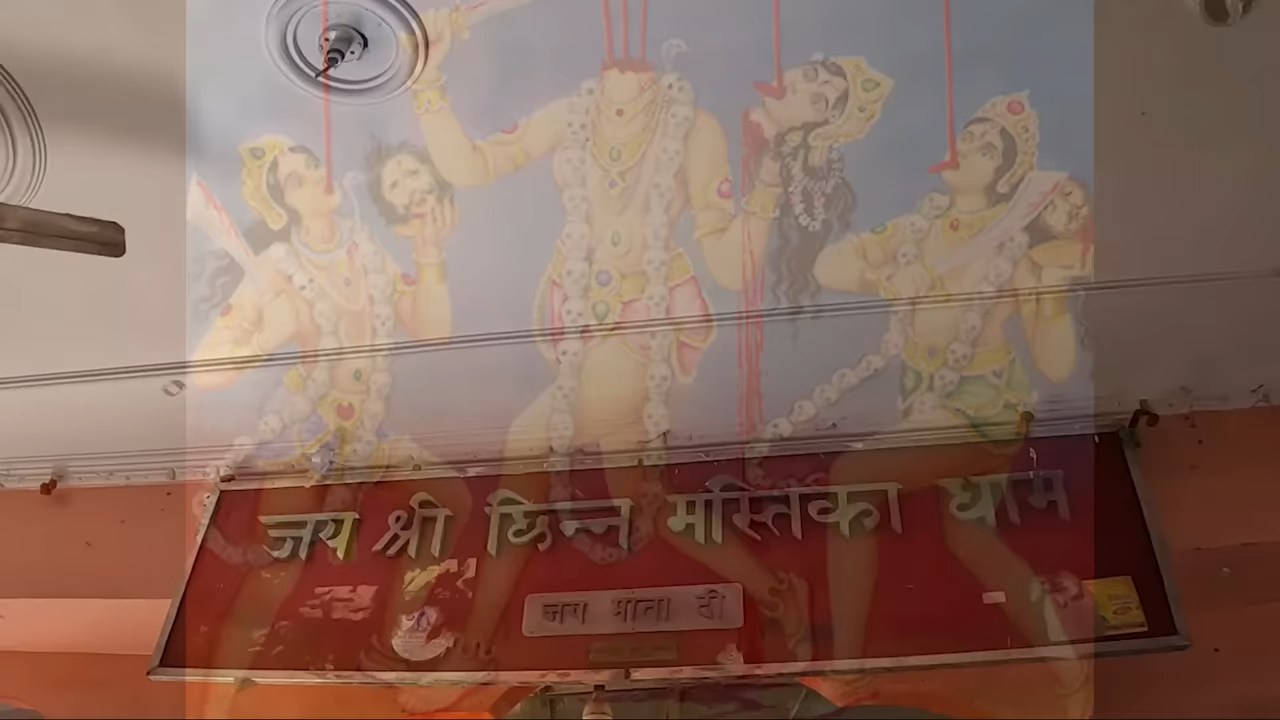 जय श्री छिन्न मस्तिका धाम
जय माता दी